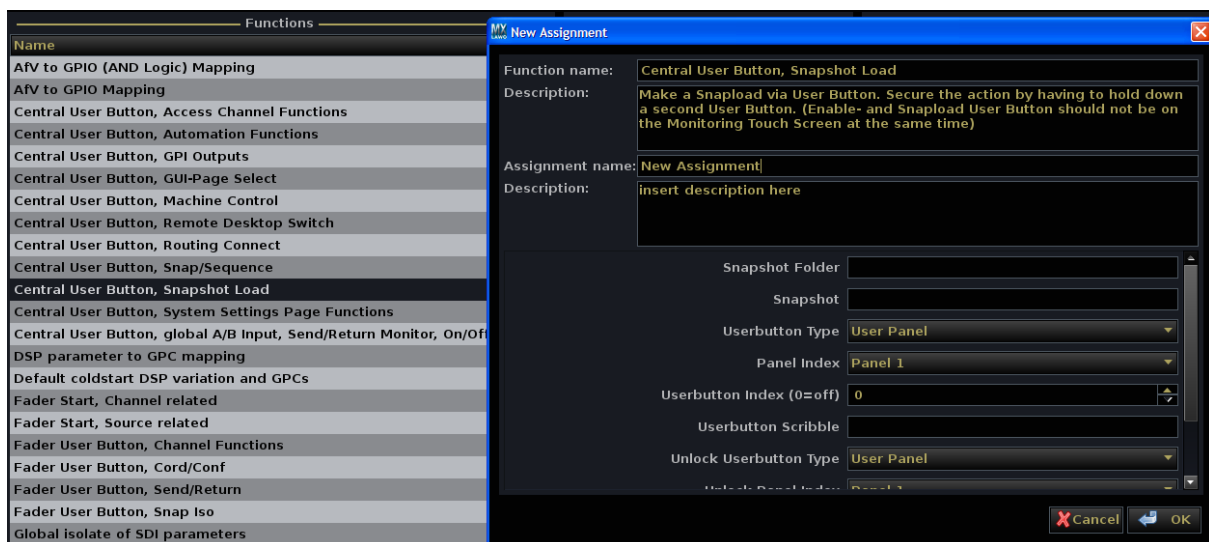 Functions
Name
AfV to GPIO (AND Logic) Mapping
AfV to GPIO Mapping
Central User Button, Access Channel Functions
Central User Button, Automation Functions
Central User Button, GPI Outputs
Central User Button, GUI-Page Select
Central User Button, Machine Control
Central User Button, Remote Desktop Switch
Central User Button, Routing Connect
Central User Button, Snap/Sequence
Central User Button, Snapshot Load
Central User Button, System Settings Page Functions
Central User Button, global A/B Input, Send/Return Monitor, On/Off
DSP parameter to GPC mapping
Default coldstart DSP variation and GPCs
Fader Start, Channel related
Fader Start, Source related
Fader User Button, Channel Functions
Fader User Button, Cord/Conf
Fader User Button, Send/Return
Fader User Button, Snap Iso
Global isolate of SDI parameters
MX LAWO New Assignment
Function name: Central User Button, Snapshot Load
Description: Make a Snapload via User Button. Secure the action by having to hold down
a second User Button. (Enable- and Snapload User Button should not be on
the Monitoring Touch Screen at the same time)
Assignment name: New Assignment
Description: insert description here
Snapshot Folder
Snapshot
Userbutton Type User Panel
Panel Index Panel 1
Userbutton Index (0=off) 0
Userbutton Scribble
Unlock Userbutton Type User Panel
Unlock Panel Index Panel 1
Cancel OK